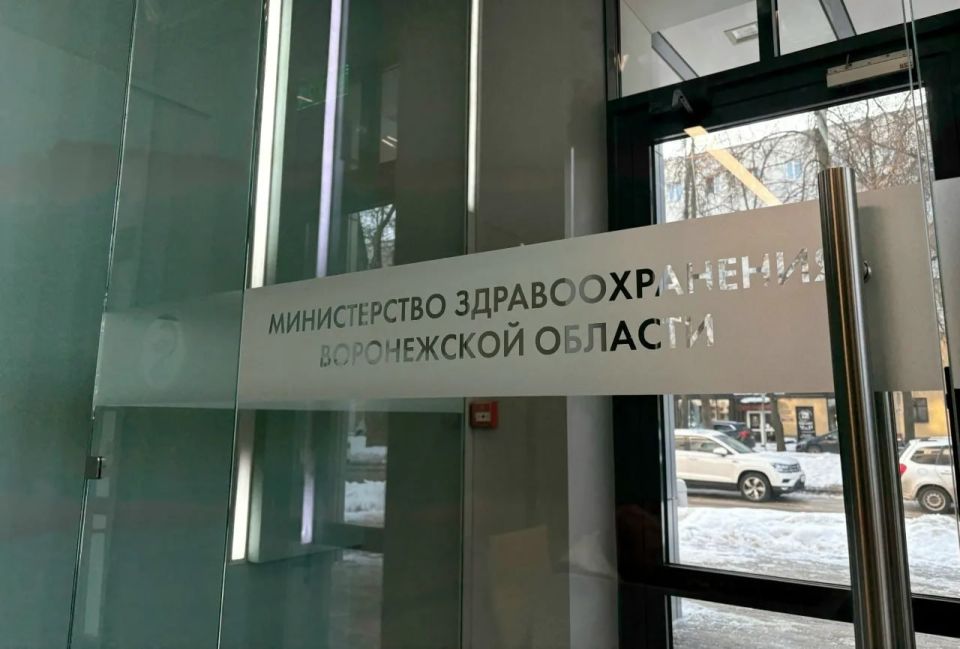 МИНИСТЕРСТВО ЗДРАВООХРАНЕНИЯ
ВОРОНЕЖСКОЙ ОБЛАСТИ